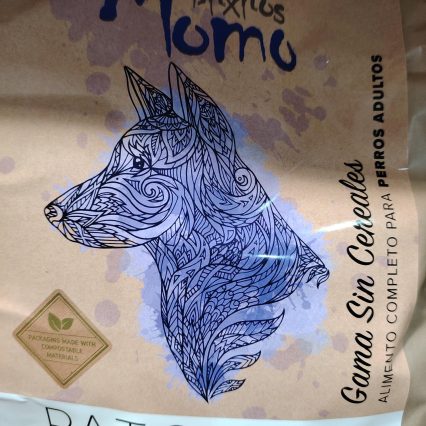 Momo
Gama Sin Cereales
ALIMENTO COMPLETO PARA PERROS ADULTOS
PACKAGING MADE WITH
COMPOSTABLE
MATERIALS